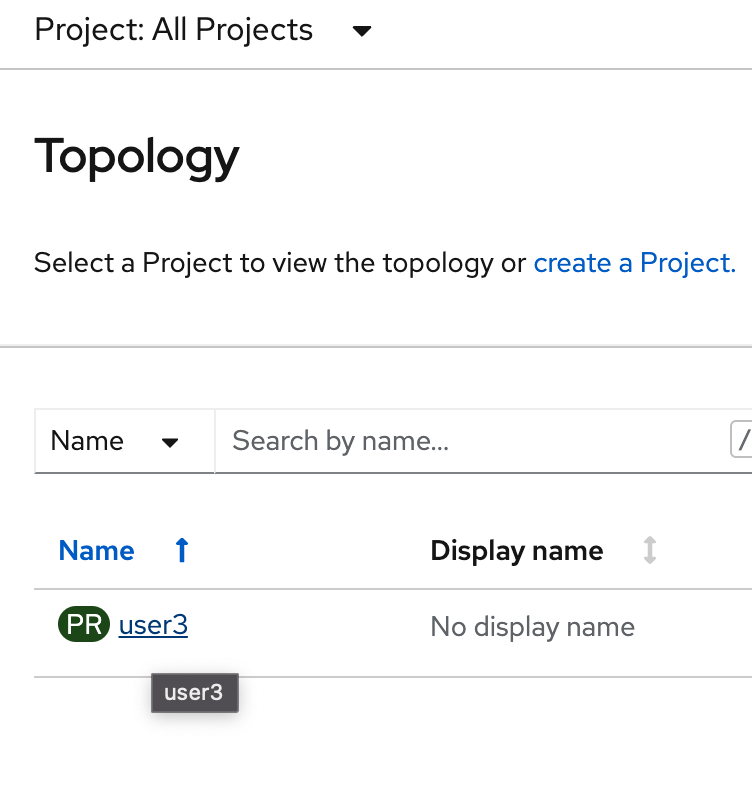 Project: All Projects
Topology
Select a Project to view the topology or create a Project.
Name Search by name... /
Name Display name
PR user3 No display name
user3